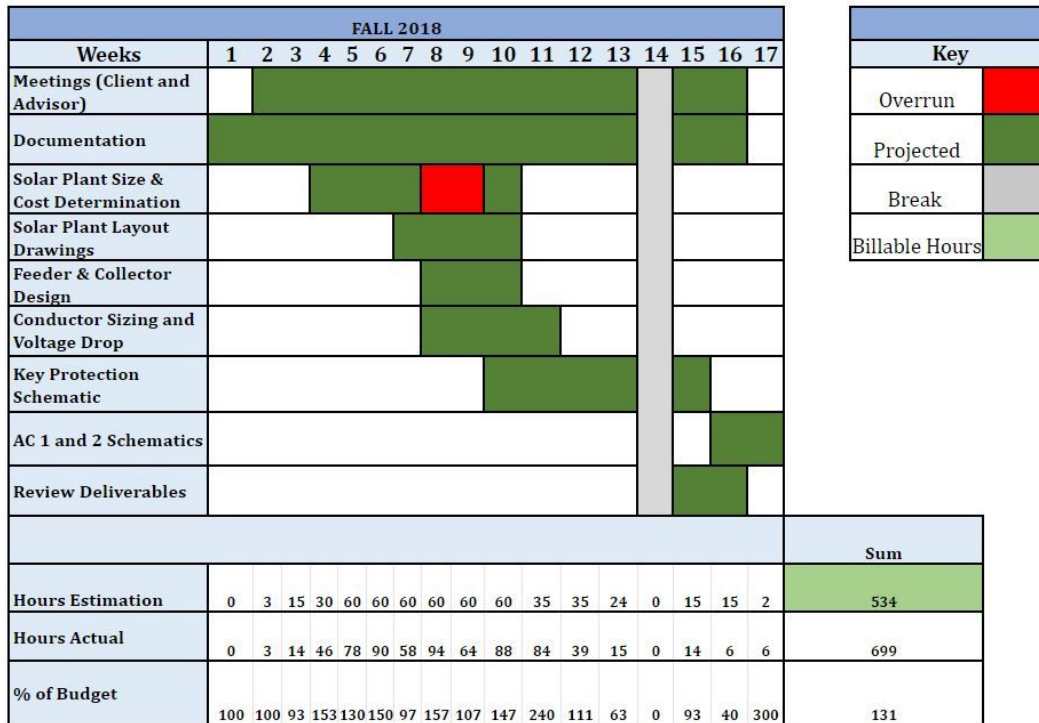 FALL 2018
Weeks 1 2 3 4 5 6 7 8 9 10 11 12 13 14 15 16 17
Meetings (Client and
Advisor)
Documentation
Solar Plant Size &
Cost Determination
Solar Plant Layout
Drawings
Feeder & Collector
Design
Conductor Sizing and
Voltage Drop
Key Protection
Schematic
AC 1 and 2 Schematics
Review Deliverables
Sum
Hours Estimation 0 3 15 30 60 60 60 60 60 60 35 35 24 0 15 15 2 534
Hours Actual 0 3 14 46 78 90 58 94 64 88 84 39 15 0 14 6 6 699
% of Budget 100 100 93 153 130 150 97 157 107 147 240 111 63 0 93 40 300 131
Key
Overrun
Projected
Break
Billable Hours